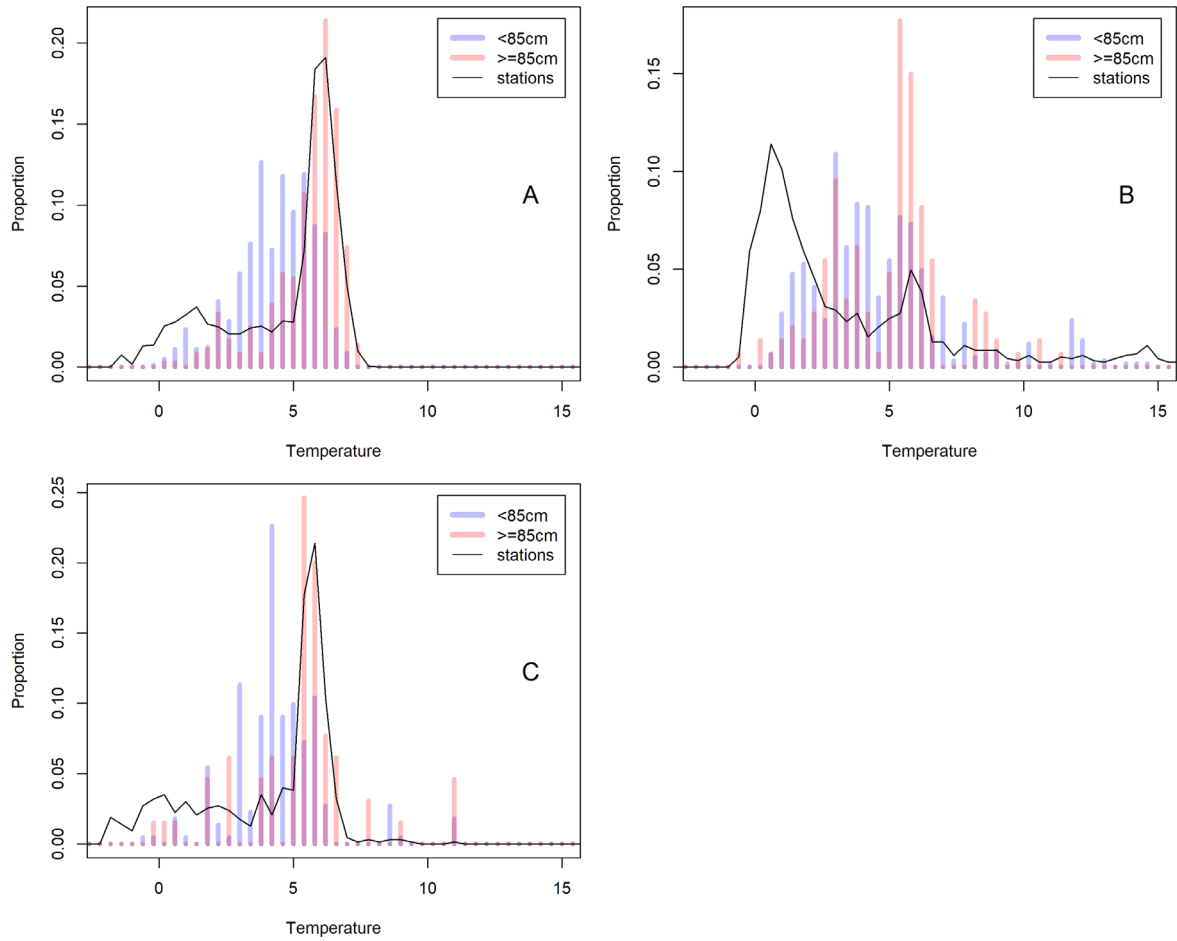 <85cm
>=85cm
stations
A
Proportion
0.00
0.05
0.10
0.15
0.20
0 5 10 15
Temperature
<85cm
>=85cm
stations
B
Proportion
0.00
0.05
0.10
0.15
0 5 10 15
Temperature
<85cm
>=85cm
stations
C
Proportion
0.00
0.05
0.10
0.15
0.20
0.25
0 5 10 15
Temperature